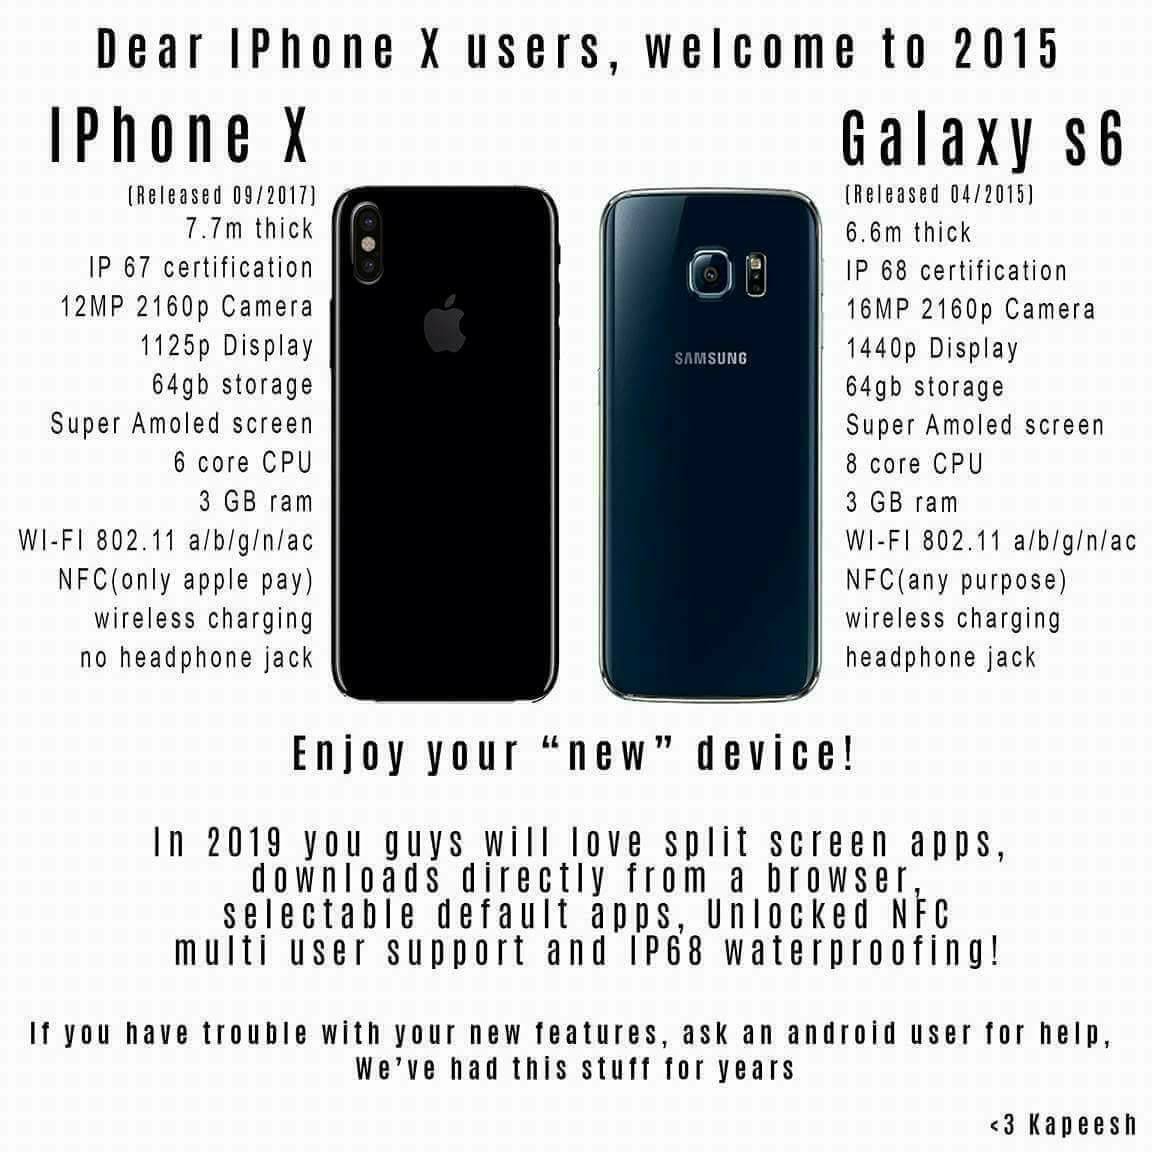 Dear IPhone X users, welcome to 2015
IPhone X
(Released 09/2017)
7.7m thick
IP 67 certification
12MP 2160p Camera
1125p Display
64gb storage
Super Amoled screen
6 core CPU
3 GB ram
WI-FI 802.11 a/b/g/n/ac
NFC(only apple pay)
wireless charging
no headphone jack
SAMSUNG
Galaxy s6
(Released 04/2015)
6.6m thick
IP 68 certification
16MP 2160p Camera
1440p Display
64gb storage
Super Amoled screen
8 core CPU
3 GB ram
WI-FI 802.11 a/b/g/n/ac
NFC(any purpose)
wireless charging
headphone jack
Enjoy your “new” device!
In 2019 you guys will love split screen apps,
downloads directly from a browser,
selectable default apps, Unlocked NFC
multi user support and IP68 waterproofing!
If you have trouble with your new features, ask an android user for help,
We’ve had this stuff for years
<3 Kapeesh